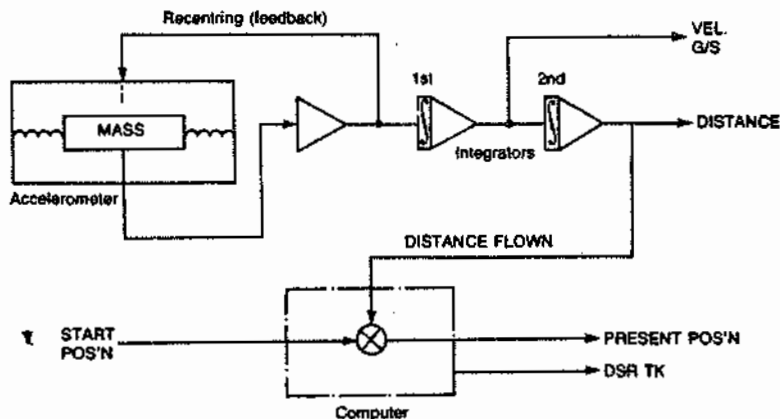 Recentring (feedback)
VEL.
G/S
1st
2nd
MASS
DISTANCE
Integrators
Accelerometer
DISTANCE FLOWN
START
POS'N
PRESENT POS'N
DSR TK
Computer